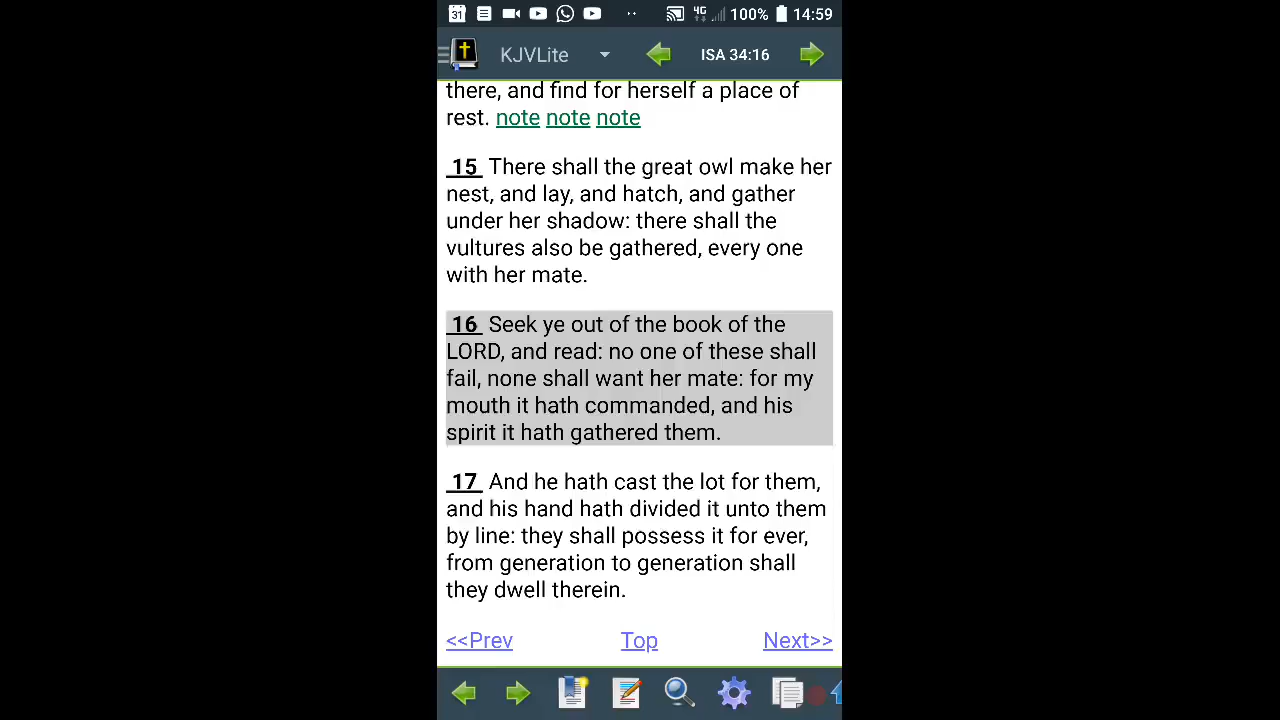 31 4G 100% 14:59
KJVLite ISA 34:16
there, and find for herself a place of
rest. note note note
15 There shall the great owl make her
nest, and lay, and hatch, and gather
under her shadow: there shall the
vultures also be gathered, every one
with her mate.
16 Seek ye out of the book of the
LORD, and read: no one of these shall
fail, none shall want her mate: for my
mouth it hath commanded, and his
spirit it hath gathered them.
17 And he hath cast the lot for them,
and his hand hath divided it unto them
by line: they shall possess it for ever,
from generation to generation shall
they dwell therein.
<<Prev Top Next>>